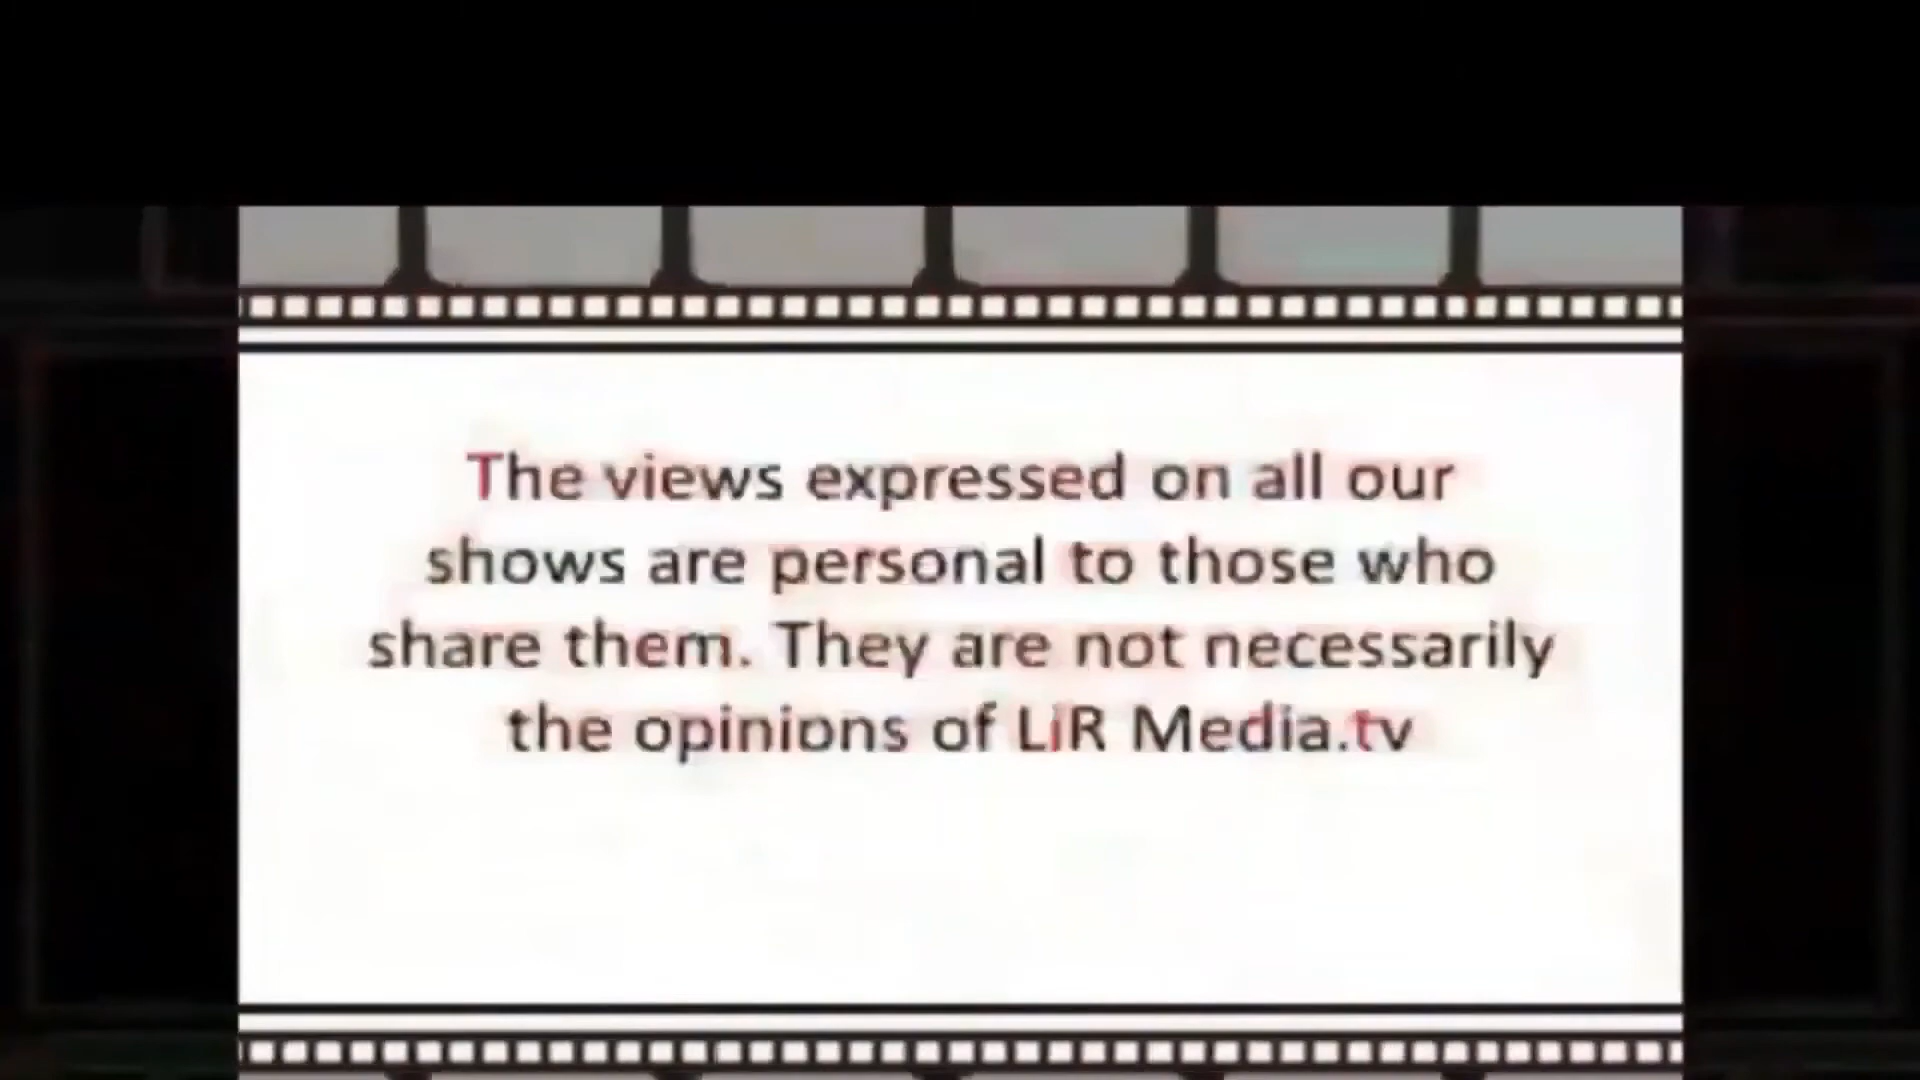 The views expressed on all our
shows are personal to those who
share them. They are not necessarily
the opinions of LiR Media.tv